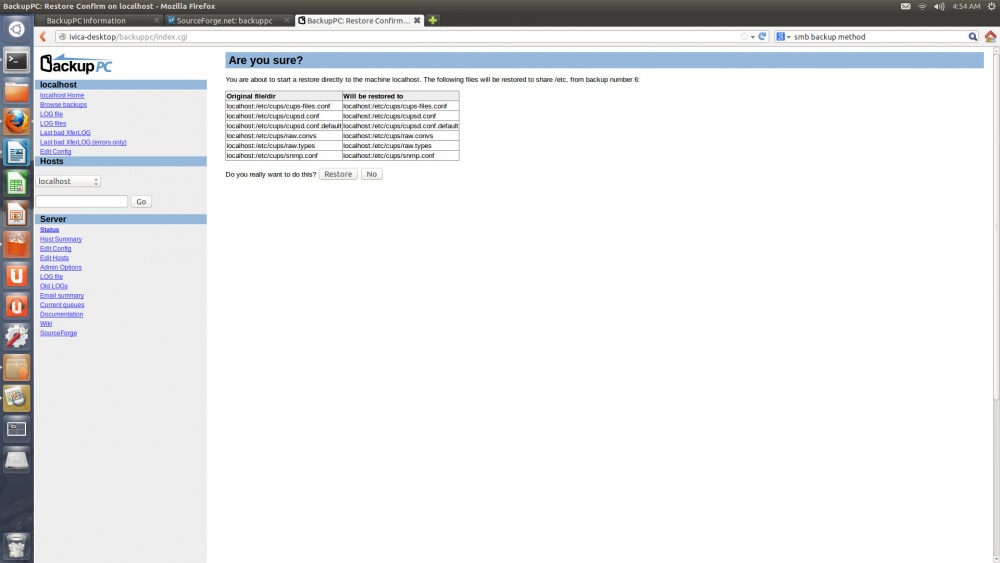 BackupPC: Restore Confirm on localhost - Mozilla Firefox
4:54 AM
BackupPC Information
SourceForge.net: backuppc
BackupPC: Restore Confirm…
ivica-desktop/backuppc/index.cgi
smb backup method
BackupPC
localhost
localhost Home
Browse backups
LOG file
LOG files
Last bad XferLOG
Last bad XferLOG (errors only)
Edit Config
Hosts
localhost
Go
Server
Status
Host Summary
Edit Config
Edit Hosts
Admin Options
LOG file
Old LOGs
Email summary
Current queues
Documentation
Wiki
SourceForge
Are you sure?
You are about to start a restore directly to the machine localhost. The following files will be restored to share /etc, from backup number 6:
Original file/dir Will be restored to
localhost:/etc/cups/cups-files.conf localhost:/etc/cups/cups-files.conf
localhost:/etc/cups/cupsd.conf localhost:/etc/cups/cupsd.conf
localhost:/etc/cups/cupsd.conf.default localhost:/etc/cups/cupsd.conf.default
localhost:/etc/cups/raw.convs localhost:/etc/cups/raw.convs
localhost:/etc/cups/raw.types localhost:/etc/cups/raw.types
localhost:/etc/cups/snmp.conf localhost:/etc/cups/snmp.conf
Do you really want to do this? Restore No